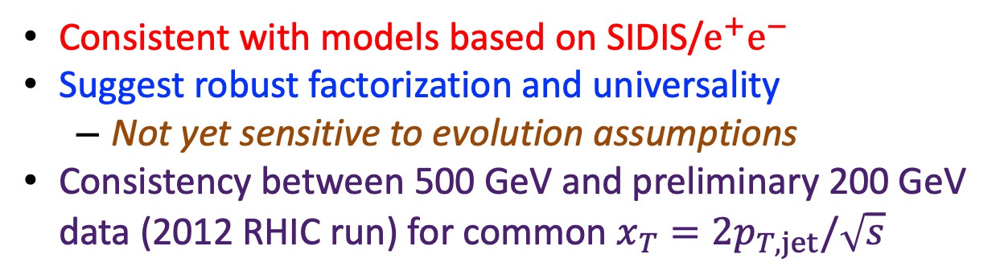 • Consistent with models based on SIDIS/e⁺e⁻
• Suggest robust factorization and universality
– Not yet sensitive to evolution assumptions
• Consistency between 500 GeV and preliminary 200 GeV
data (2012 RHIC run) for common x_T = 2p_{T,jet}/√s